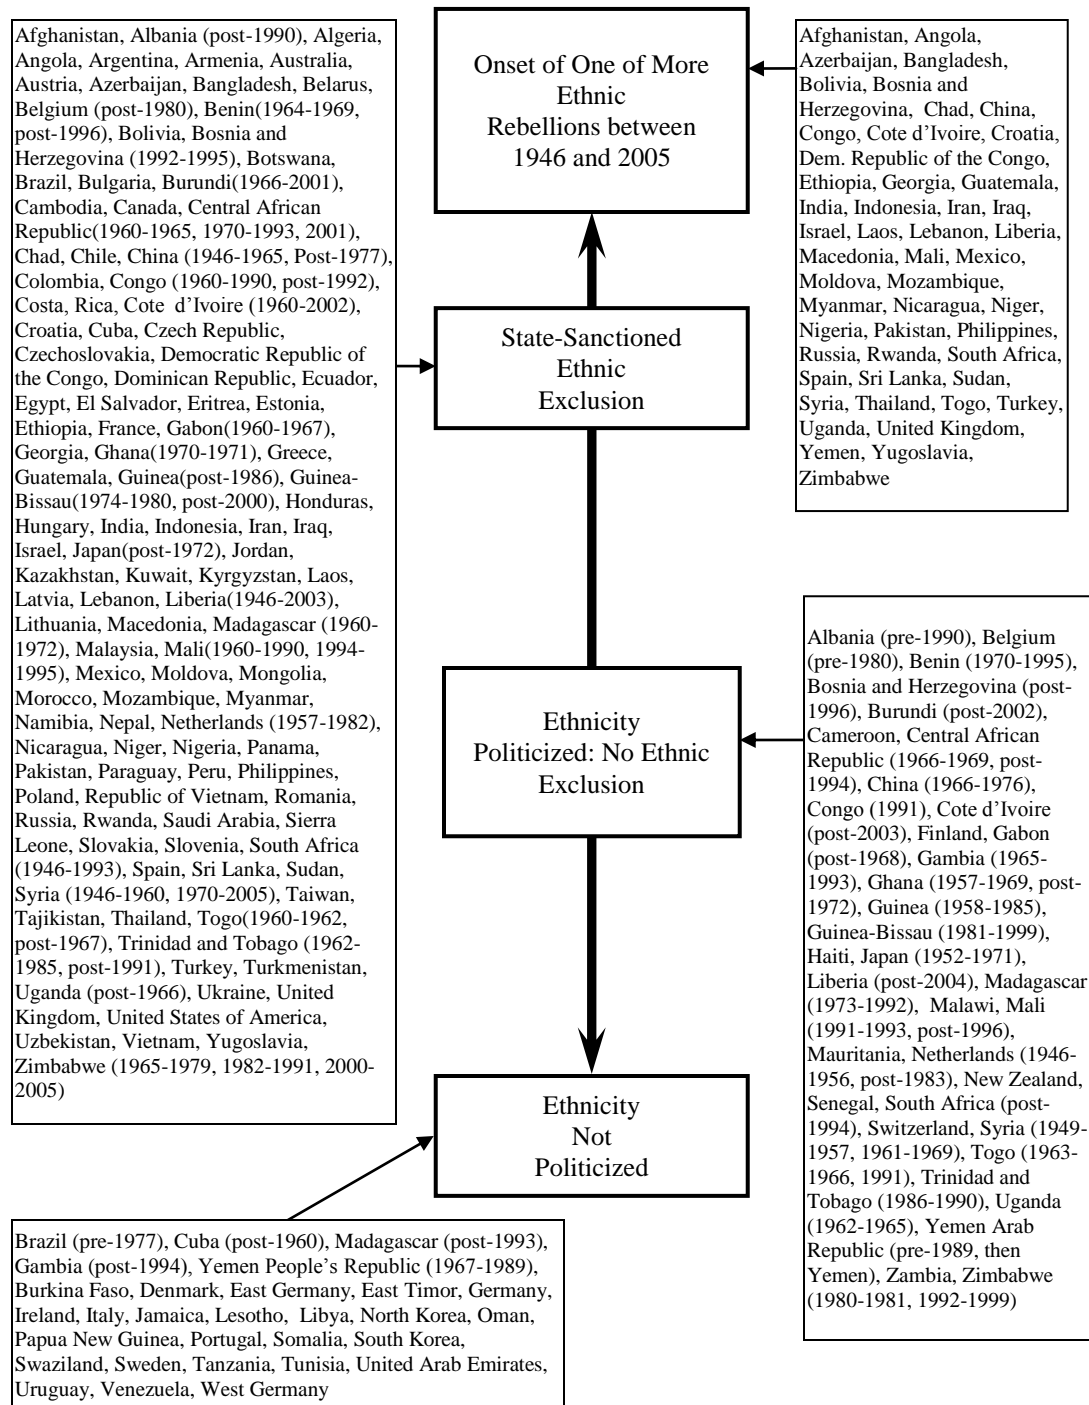 Afghanistan, Albania (post-1990), Algeria,
Angola, Argentina, Armenia, Australia,
Austria, Azerbaijan, Bangladesh, Belarus,
Belgium (post-1980), Benin(1964-1969,
post-1996), Bolivia, Bosnia and
Herzegovina (1992-1995), Botswana,
Brazil, Bulgaria, Burundi(1966-2001),
Cambodia, Canada, Central African
Republic(1960-1965, 1970-1993, 2001),
Chad, Chile, China (1946-1965, Post-1977),
Colombia, Congo (1960-1990, post-1992),
Costa, Rica, Cote d'Ivoire (1960-2002),
Croatia, Cuba, Czech Republic,
Czechoslovakia, Democratic Republic of
the Congo, Dominican Republic, Ecuador,
Egypt, El Salvador, Eritrea, Estonia,
Ethiopia, France, Gabon(1960-1967),
Georgia, Ghana(1970-1971), Greece,
Guatemala, Guinea(post-1986), Guinea-
Bissau(1974-1980, post-2000), Honduras,
Hungary, India, Indonesia, Iran, Iraq,
Israel, Japan(post-1972), Jordan,
Kazakhstan, Kuwait, Kyrgyzstan, Laos,
Latvia, Lebanon, Liberia(1946-2003),
Lithuania, Macedonia, Madagascar (1960-
1972), Malaysia, Mali(1960-1990, 1994-
1995), Mexico, Moldova, Mongolia,
Morocco, Mozambique, Myanmar,
Namibia, Nepal, Netherlands (1957-1982),
Nicaragua, Niger, Nigeria, Panama,
Pakistan, Paraguay, Peru, Philippines,
Poland, Republic of Vietnam, Romania,
Russia, Rwanda, Saudi Arabia, Sierra
Leone, Slovakia, Slovenia, South Africa
(1946-1993), Spain, Sri Lanka, Sudan,
Syria (1946-1960, 1970-2005), Taiwan,
Tajikistan, Thailand, Togo(1960-1962,
post-1967), Trinidad and Tobago (1962-
1985, post-1991), Turkey, Turkmenistan,
Uganda (post-1966), Ukraine, United
Kingdom, United States of America,
Uzbekistan, Vietnam, Yugoslavia,
Zimbabwe (1965-1979, 1982-1991, 2000-
2005)
Onset of One of More
Ethnic
Rebellions between
1946 and 2005
Afghanistan, Angola,
Azerbaijan, Bangladesh,
Bolivia, Bosnia and
Herzegovina, Chad, China,
Congo, Cote d'Ivoire, Croatia,
Dem. Republic of the Congo,
Ethiopia, Georgia, Guatemala,
India, Indonesia, Iran, Iraq,
Israel, Laos, Lebanon, Liberia,
Macedonia, Mali, Mexico,
Moldova, Mozambique,
Myanmar, Nicaragua, Niger,
Nigeria, Pakistan, Philippines,
Russia, Rwanda, South Africa,
Spain, Sri Lanka, Sudan,
Syria, Thailand, Togo, Turkey,
Uganda, United Kingdom,
Yemen, Yugoslavia,
Zimbabwe
State-Sanctioned
Ethnic
Exclusion
Ethnicity
Politicized: No Ethnic
Exclusion
Albania (pre-1990), Belgium
(pre-1980), Benin (1970-1995),
Bosnia and Herzegovina (post-
1996), Burundi (post-2002),
Cameroon, Central African
Republic (1966-1969, post-
1994), China (1966-1976),
Congo (1991), Cote d'Ivoire
(post-2003), Finland, Gabon
(post-1968), Gambia (1965-
1993), Ghana (1957-1969, post-
1972), Guinea (1958-1985),
Guinea-Bissau (1981-1999),
Haiti, Japan (1952-1971),
Liberia (post-2004), Madagascar
(1973-1992), Malawi, Mali
(1991-1993, post-1996),
Mauritania, Netherlands (1946-
1956, post-1983), New Zealand,
Senegal, South Africa (post-
1994), Switzerland, Syria (1949-
1957, 1961-1969), Togo (1963-
1966, 1991), Trinidad and
Tobago (1986-1990), Uganda
(1962-1965), Yemen Arab
Republic (pre-1989, then
Yemen), Zambia, Zimbabwe
(1980-1981, 1992-1999)
Ethnicity
Not
Politicized
Brazil (pre-1977), Cuba (post-1960), Madagascar (post-1993),
Gambia (post-1994), Yemen People's Republic (1967-1989),
Burkina Faso, Denmark, East Germany, East Timor, Germany,
Ireland, Italy, Jamaica, Lesotho, Libya, North Korea, Oman,
Papua New Guinea, Portugal, Somalia, South Korea,
Swaziland, Sweden, Tanzania, Tunisia, United Arab Emirates,
Uruguay, Venezuela, West Germany